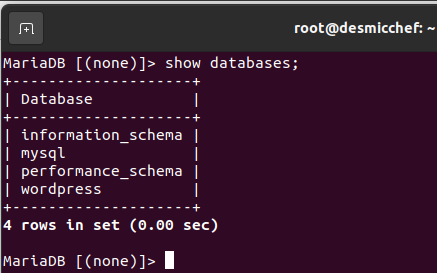 root@desmicchef: ~
MariaDB [(none)]> show databases;
+--------------------+
| Database           |
+--------------------+
| information_schema |
| mysql              |
| performance_schema |
| wordpress          |
+--------------------+
4 rows in set (0.00 sec)
MariaDB [(none)]>